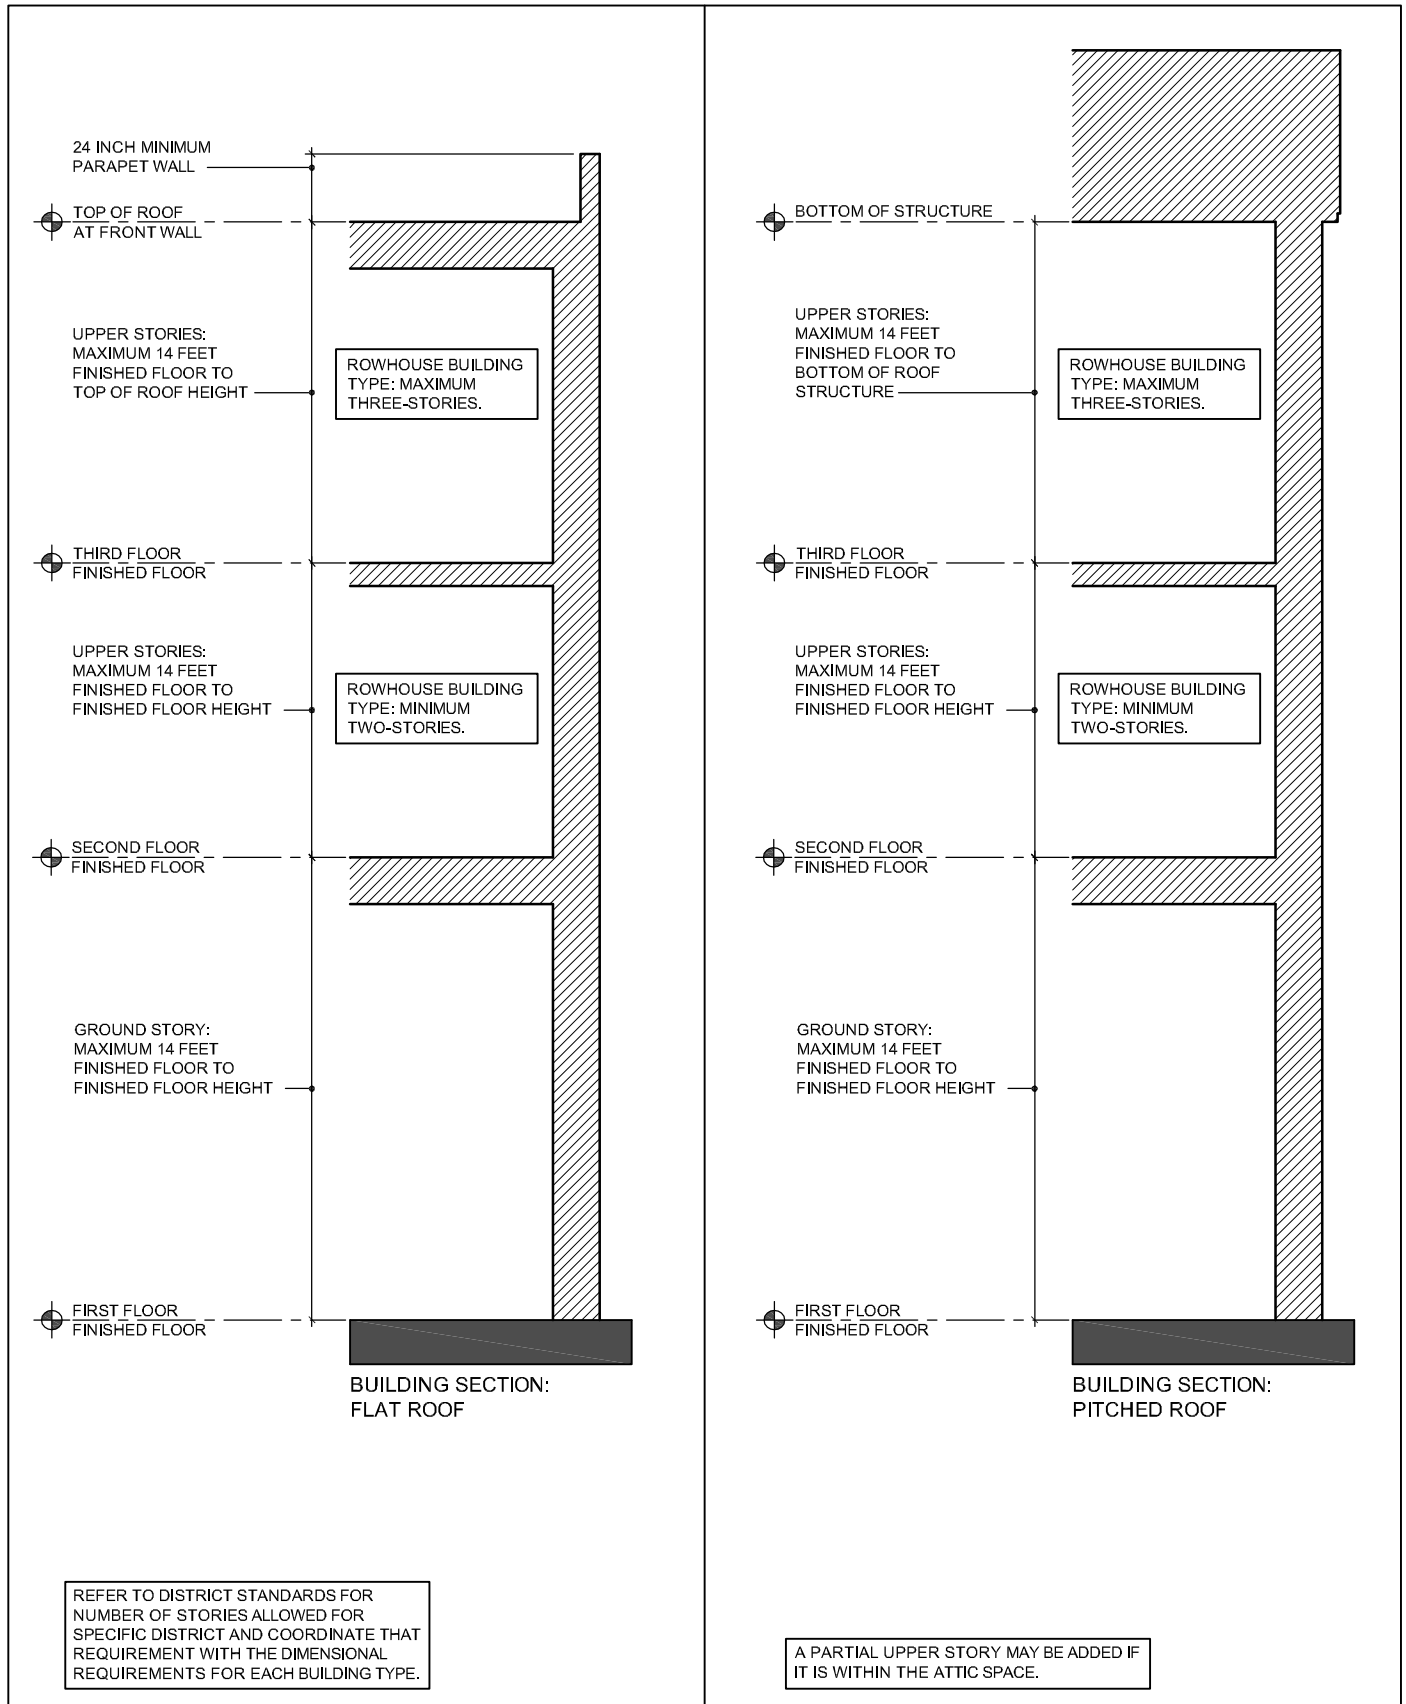 24 INCH MINIMUM
PARAPET WALL
TOP OF ROOF
AT FRONT WALL
UPPER STORIES:
MAXIMUM 14 FEET
FINISHED FLOOR TO
TOP OF ROOF HEIGHT
ROWHOUSE BUILDING
TYPE: MAXIMUM
THREE-STORIES.
THIRD FLOOR
FINISHED FLOOR
UPPER STORIES:
MAXIMUM 14 FEET
FINISHED FLOOR TO
FINISHED FLOOR HEIGHT
ROWHOUSE BUILDING
TYPE: MINIMUM
TWO-STORIES.
SECOND FLOOR
FINISHED FLOOR
GROUND STORY:
MAXIMUM 14 FEET
FINISHED FLOOR TO
FINISHED FLOOR HEIGHT
FIRST FLOOR
FINISHED FLOOR
BUILDING SECTION:
FLAT ROOF
REFER TO DISTRICT STANDARDS FOR
NUMBER OF STORIES ALLOWED FOR
SPECIFIC DISTRICT AND COORDINATE THAT
REQUIREMENT WITH THE DIMENSIONAL
REQUIREMENTS FOR EACH BUILDING TYPE.
BOTTOM OF STRUCTURE
UPPER STORIES:
MAXIMUM 14 FEET
FINISHED FLOOR TO
BOTTOM OF ROOF
STRUCTURE
ROWHOUSE BUILDING
TYPE: MAXIMUM
THREE-STORIES.
THIRD FLOOR
FINISHED FLOOR
UPPER STORIES:
MAXIMUM 14 FEET
FINISHED FLOOR TO
FINISHED FLOOR HEIGHT
ROWHOUSE BUILDING
TYPE: MINIMUM
TWO-STORIES.
SECOND FLOOR
FINISHED FLOOR
GROUND STORY:
MAXIMUM 14 FEET
FINISHED FLOOR TO
FINISHED FLOOR HEIGHT
FIRST FLOOR
FINISHED FLOOR
BUILDING SECTION:
PITCHED ROOF
A PARTIAL UPPER STORY MAY BE ADDED IF
IT IS WITHIN THE ATTIC SPACE.